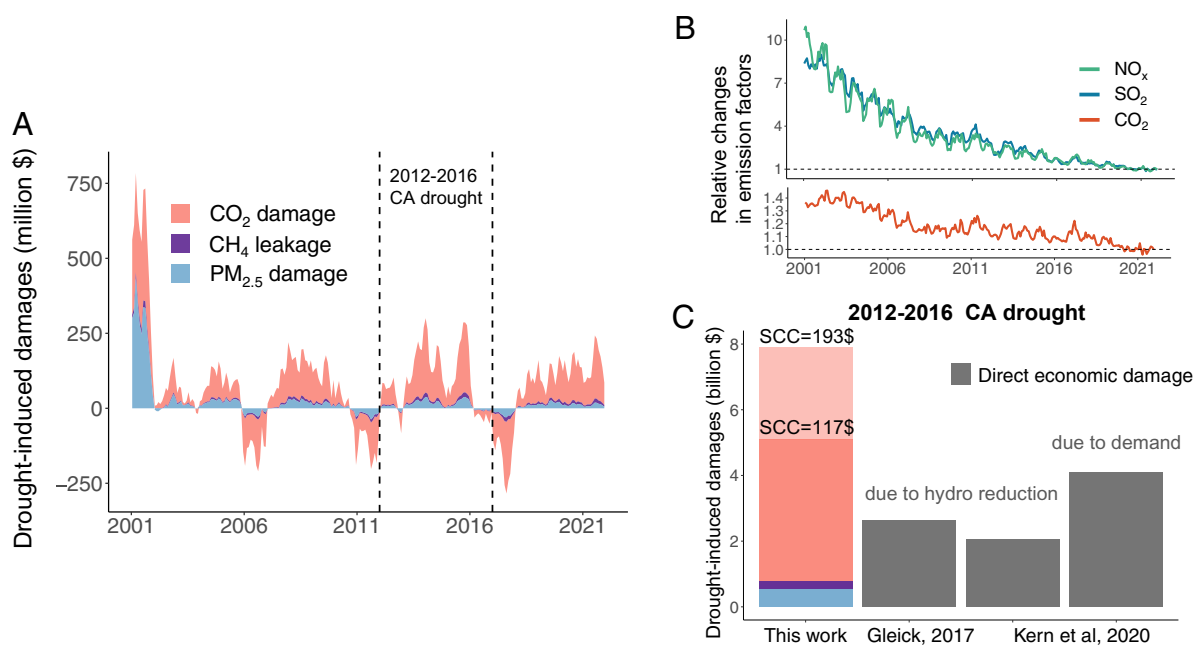 A
Drought-induced damages (million $)
750
500
250
0
−250
2001
2006
2011
2016
2021
2012-2016
CA drought
CO2 damage
CH4 leakage
PM2.5 damage
B
Relative changes
in emission factors
10
7
4
1
NOx
SO2
CO2
1.4
1.3
1.2
1.1
1.0
2001
2006
2011
2016
2021
C
2012-2016 CA drought
Drought-induced damages (billion $)
8
6
4
2
0
SCC=193$
SCC=117$
Direct economic damage
due to demand
due to hydro reduction
This work
Gleick, 2017
Kern et al, 2020